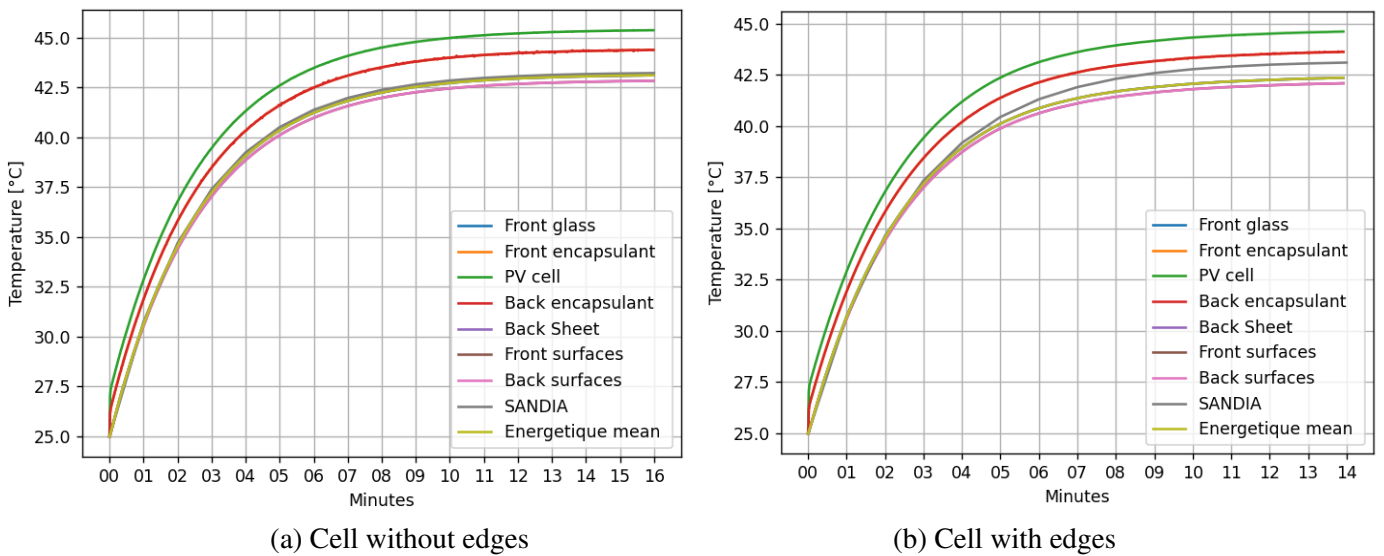 45.0
42.5
40.0
37.5
35.0
32.5
30.0
27.5
25.0
Temperature [°C]
Front glass
Front encapsulant
PV cell
Back encapsulant
Back Sheet
Front surfaces
Back surfaces
SANDIA
Energetique mean
00 01 02 03 04 05 06 07 08 09 10 11 12 13 14 15 16
Minutes
(a) Cell without edges
45.0
42.5
40.0
37.5
35.0
32.5
30.0
27.5
25.0
Temperature [°C]
Front glass
Front encapsulant
PV cell
Back encapsulant
Back Sheet
Front surfaces
Back surfaces
SANDIA
Energetique mean
00 01 02 03 04 05 06 07 08 09 10 11 12 13 14
Minutes
(b) Cell with edges